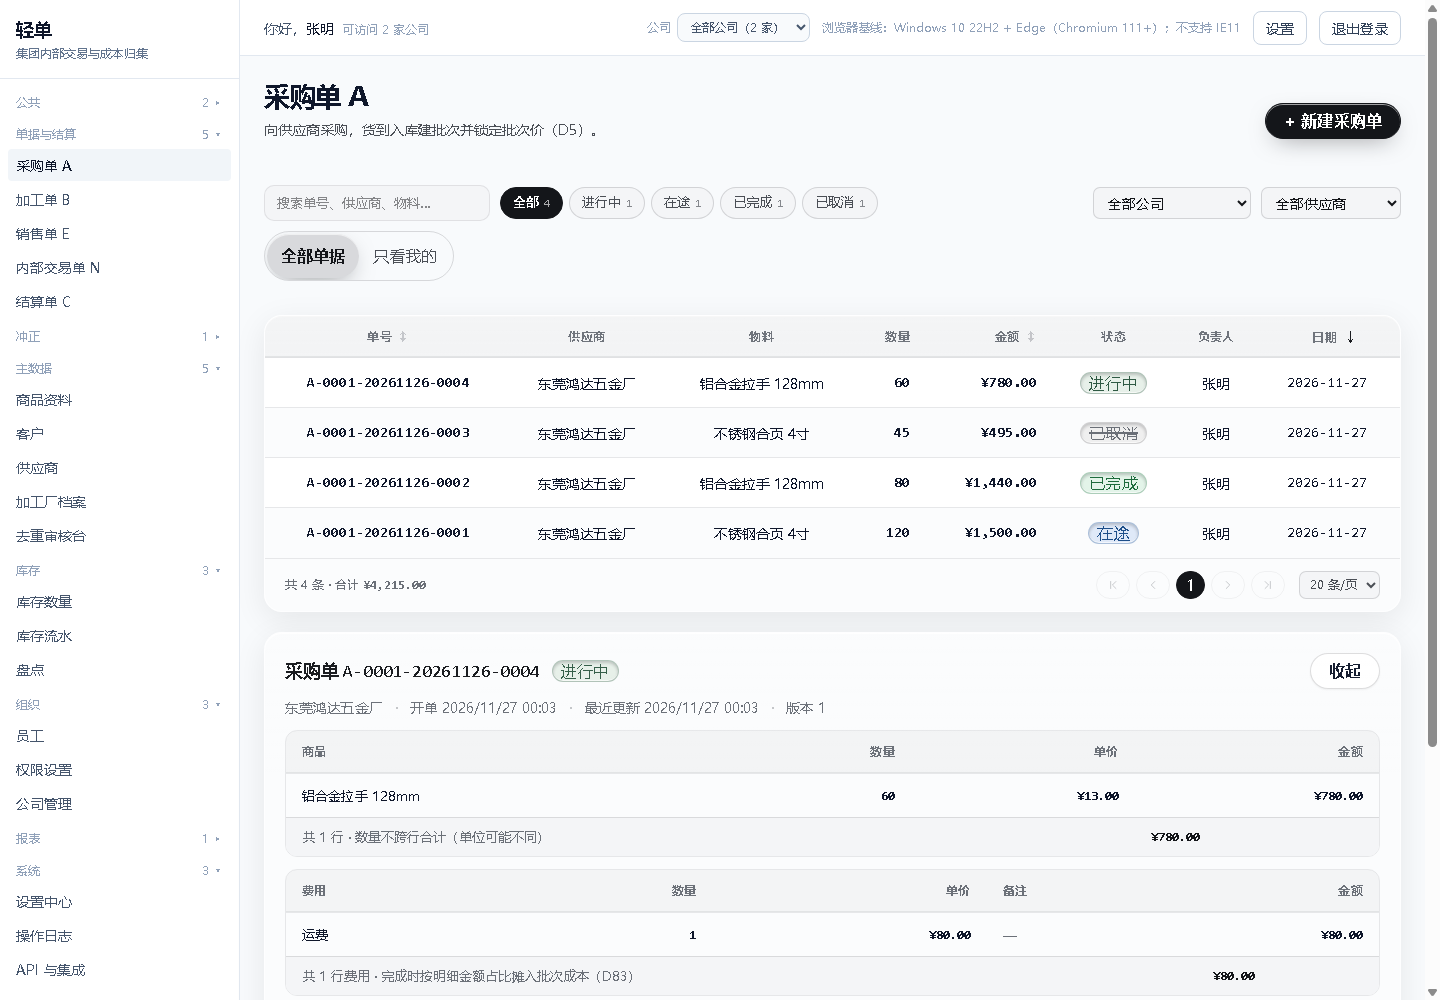 轻单
集团内部交易与成本归集
公共 2 ▸
单据与结算 5 ▾
采购单 A
加工单 B
销售单 E
内部交易单 N
结算单 C
冲正 1 ▸
主数据 5 ▾
商品资料
客户
供应商
加工厂档案
去重审核台
库存 3 ▾
库存数量
库存流水
盘点
组织 3 ▾
员工
权限设置
公司管理
报表 1 ▸
系统 3 ▾
设置中心
操作日志
API 与集成
你好，张明 可访问 2 家公司
公司 全部公司（2 家） 浏览器基线：Windows 10 22H2 + Edge（Chromium 111+）；不支持 IE11 设置 退出登录
采购单 A
向供应商采购，货到入库建批次并锁定批次价（D5）。
+ 新建采购单
搜索单号、供应商、物料... 全部 4 进行中 1 在途 1 已完成 1 已取消 1 全部公司 全部供应商
全部单据 只看我的
单号 ↕ 供应商 物料 数量 金额 ↕ 状态 负责人 日期 ↓
A-0001-20261126-0004 东莞鸿达五金厂 铝合金拉手 128mm 60 ¥780.00 进行中 张明 2026-11-27
A-0001-20261126-0003 东莞鸿达五金厂 不锈钢合页 4寸 45 ¥495.00 已取消 张明 2026-11-27
A-0001-20261126-0002 东莞鸿达五金厂 铝合金拉手 128mm 80 ¥1,440.00 已完成 张明 2026-11-27
A-0001-20261126-0001 东莞鸿达五金厂 不锈钢合页 4寸 120 ¥1,500.00 在途 张明 2026-11-27
共 4 条 · 合计 ¥4,215.00 1 20 条/页
采购单 A-0001-20261126-0004 进行中 收起
东莞鸿达五金厂 · 开单 2026/11/27 00:03 · 最近更新 2026/11/27 00:03 · 版本 1
商品 数量 单价 金额
铝合金拉手 128mm 60 ¥13.00 ¥780.00
共 1 行 · 数量不跨行合计（单位可能不同） ¥780.00
费用 数量 单价 备注 金额
运费 1 ¥80.00 — ¥80.00
共 1 行费用 · 完成时按明细金额占比摊入批次成本（D83） ¥80.00